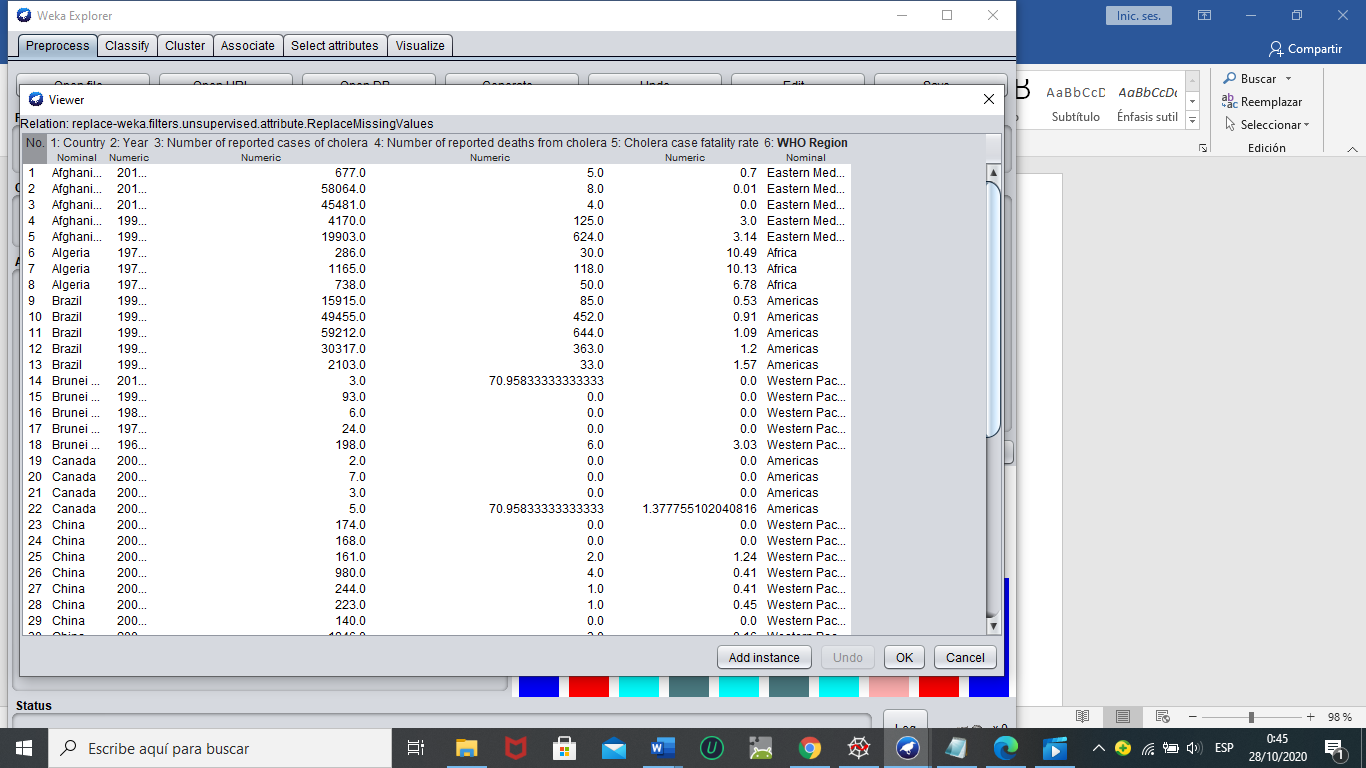 Weka Explorer
Inic. ses.
Compartir
Preprocess Classify Cluster Associate Select attributes Visualize
Open file... Open URL... Open DB... Generate... Undo Edit... Save...
Viewer
Relation: replace-weka.filters.unsupervised.attribute.ReplaceMissingValues
No. 1: Country 2: Year 3: Number of reported cases of cholera 4: Number of reported deaths from cholera 5: Cholera case fatality rate 6: WHO Region
Nominal Numeric Numeric Numeric Numeric Nominal
1 Afghani... 201... 677.0 5.0 0.7 Eastern Med...
2 Afghani... 201... 58064.0 8.0 0.01 Eastern Med...
3 Afghani... 201... 45481.0 4.0 0.0 Eastern Med...
4 Afghani... 199... 4170.0 125.0 3.0 Eastern Med...
5 Afghani... 199... 19903.0 624.0 3.14 Eastern Med...
6 Algeria 197... 286.0 30.0 10.49 Africa
7 Algeria 197... 1165.0 118.0 10.13 Africa
8 Algeria 197... 738.0 50.0 6.78 Africa
9 Brazil 199... 15915.0 85.0 0.53 Americas
10 Brazil 199... 49455.0 452.0 0.91 Americas
11 Brazil 199... 59212.0 644.0 1.09 Americas
12 Brazil 199... 30317.0 363.0 1.2 Americas
13 Brazil 199... 2103.0 33.0 1.57 Americas
14 Brunei ... 201... 3.0 70.95833333333333 0.0 Western Pac...
15 Brunei ... 199... 93.0 0.0 0.0 Western Pac...
16 Brunei ... 198... 6.0 0.0 0.0 Western Pac...
17 Brunei ... 197... 24.0 0.0 0.0 Western Pac...
18 Brunei ... 196... 198.0 6.0 3.03 Western Pac...
19 Canada 200... 2.0 0.0 0.0 Americas
20 Canada 200... 7.0 0.0 0.0 Americas
21 Canada 200... 3.0 0.0 0.0 Americas
22 Canada 200... 5.0 70.95833333333333 1.377755102040816 Americas
23 China 200... 174.0 0.0 0.0 Western Pac...
24 China 200... 168.0 0.0 0.0 Western Pac...
25 China 200... 161.0 2.0 1.24 Western Pac...
26 China 200... 980.0 4.0 0.41 Western Pac...
27 China 200... 244.0 1.0 0.41 Western Pac...
28 China 200... 223.0 1.0 0.45 Western Pac...
29 China 200... 140.0 0.0 0.0 Western Pac...
Add instance Undo OK Cancel
Status
Log x 0
AaBbCcD AaBbCcDc
Subtítulo Énfasis sutil
Buscar
Reemplazar
Seleccionar
Edición
98 %
Escribe aquí para buscar
ESP
0:45
28/10/2020
1